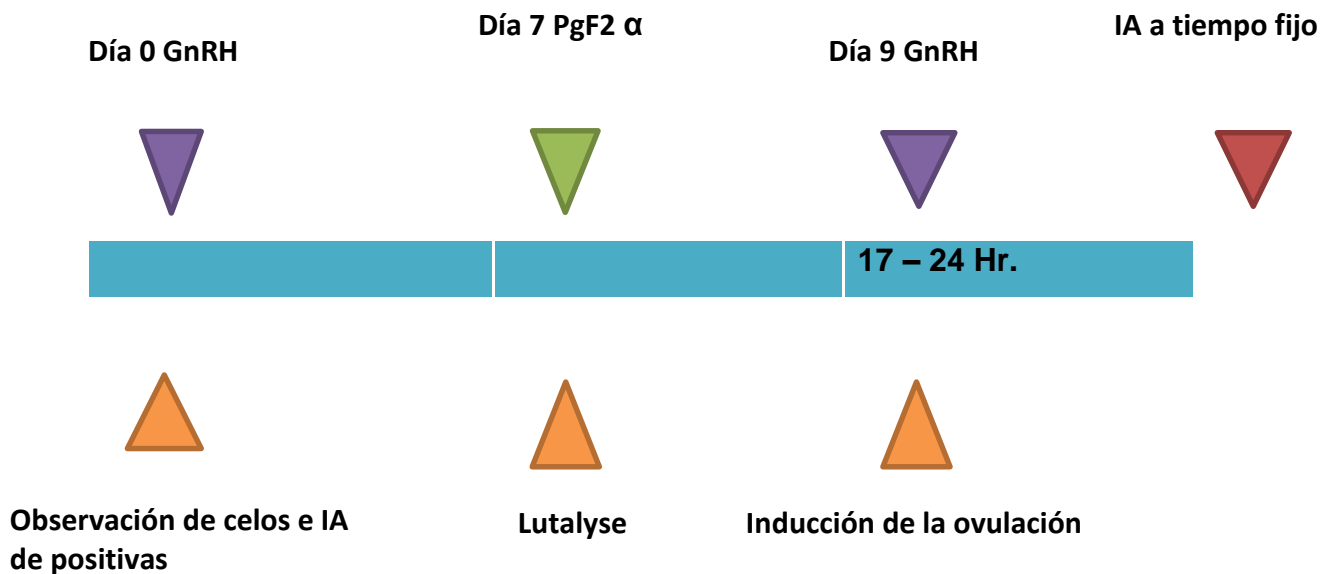 Día 0 GnRH
Día 7 PgF2 α
Día 9 GnRH
IA a tiempo fijo
17 – 24 Hr.
Observación de celos e IA
de positivas
Lutalyse
Inducción de la ovulación